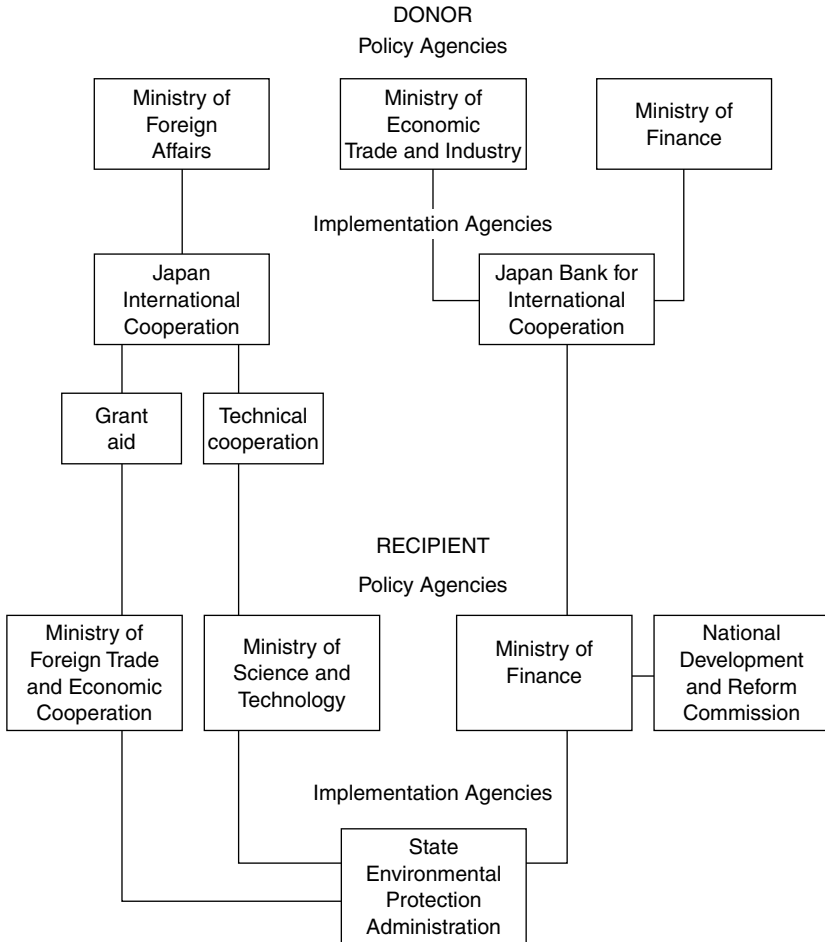 DONOR
Policy Agencies
Ministry of
Foreign
Affairs
Ministry of
Economic
Trade and Industry
Ministry of
Finance
Implementation Agencies
Japan
International
Cooperation
Japan Bank for
International
Cooperation
Grant
aid
Technical
cooperation
RECIPIENT
Policy Agencies
Ministry of
Foreign Trade
and Economic
Cooperation
Ministry of
Science and
Technology
Ministry of
Finance
National
Development
and Reform
Commission
Implementation Agencies
State
Environmental
Protection
Administration